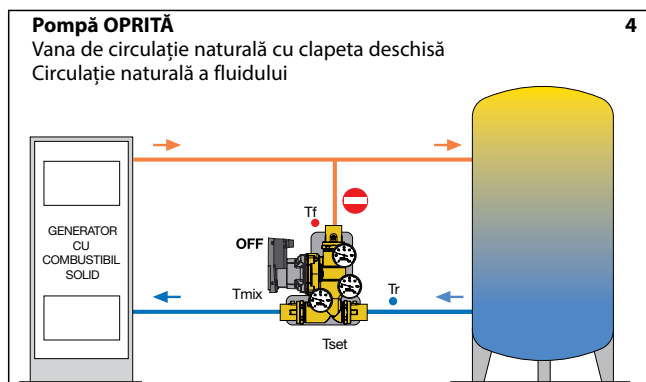 Pompă OPRITĂ
4
Vana de circulație naturală cu clapeta deschisă
Circulație naturală a fluidului
Tf
GENERATOR
CU
COMBUSTIBIL
SOLID
OFF
Tmix
Tr
Tset